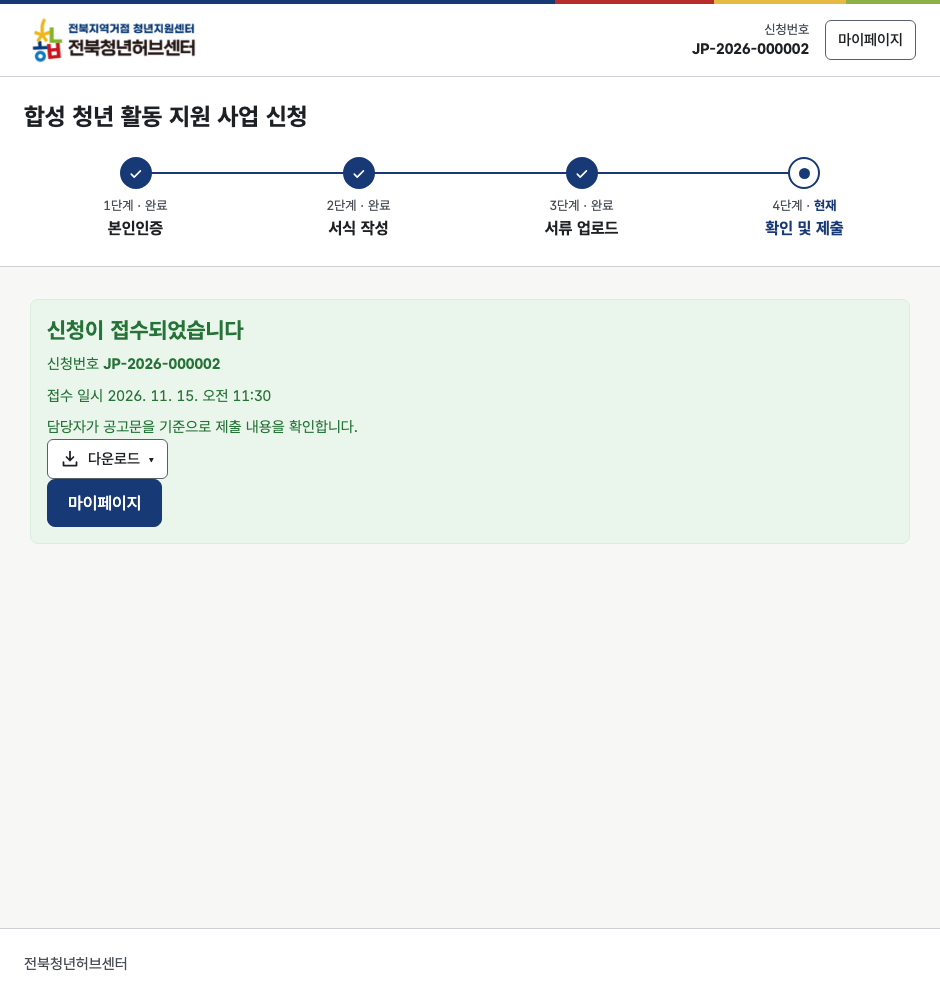 전북지역거점 청년지원센터
전북청년허브센터
신청번호
JP-2026-000002
마이페이지
합성 청년 활동 지원 사업 신청
1단계 · 완료
본인인증
2단계 · 완료
서식 작성
3단계 · 완료
서류 업로드
4단계 · 현재
확인 및 제출
신청이 접수되었습니다
신청번호 JP-2026-000002
접수 일시 2026. 11. 15. 오전 11:30
담당자가 공고문을 기준으로 제출 내용을 확인합니다.
다운로드 ▾
마이페이지
전북청년허브센터